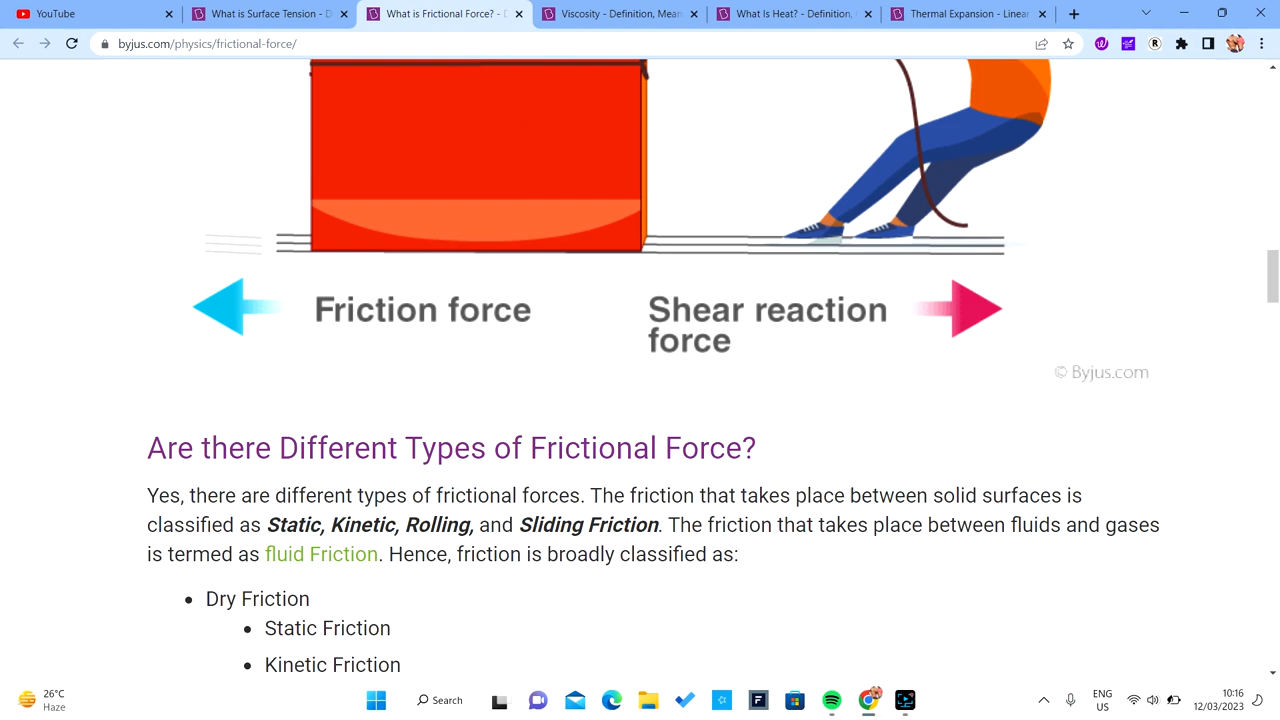 YouTube
What is Surface Tension - D
What is Frictional Force? - D
Viscosity - Definition, Mean
What is Heat? - Definition,
Thermal Expansion - Linear
byjus.com/physics/frictional-force/
Friction force
Shear reaction
force
© Byjus.com
Are there Different Types of Frictional Force?
Yes, there are different types of frictional forces. The friction that takes place between solid surfaces is
classified as Static, Kinetic, Rolling, and Sliding Friction. The friction that takes place between fluids and gases
is termed as fluid Friction. Hence, friction is broadly classified as:
• Dry Friction
• Static Friction
• Kinetic Friction
26°C
Haze
Search
ENG
US
10:16
12/03/2023